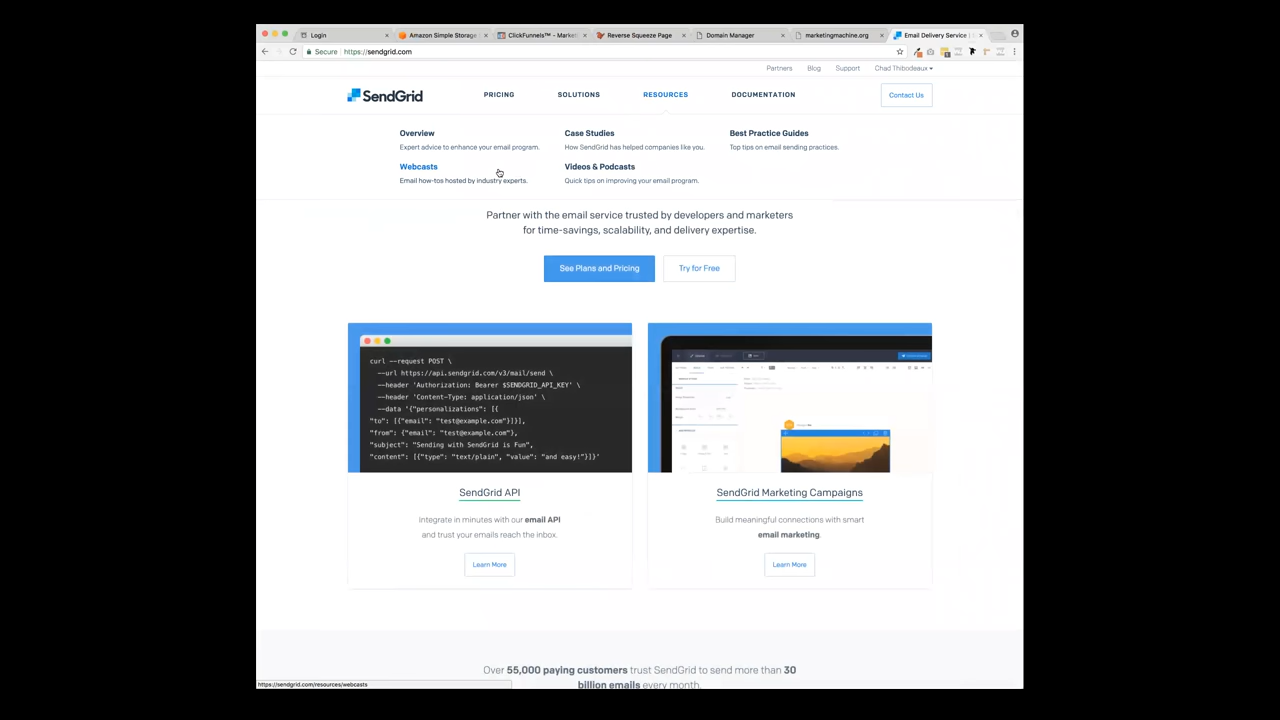 Login
Amazon Simple Storage
ClickFunnels™ - Market
Reverse Squeeze Page
Domain Manager
marketingmachine.org
Email Delivery Service |
Secure
https://sendgrid.com
Partners
Blog
Support
Chad Thibodeaux
SendGrid
PRICING
SOLUTIONS
RESOURCES
DOCUMENTATION
Contact Us
Overview
Expert advice to enhance your email program.
Case Studies
How SendGrid has helped companies like you.
Best Practice Guides
Top tips on email sending practices.
Webcasts
Email how-tos hosted by industry experts.
Videos & Podcasts
Quick tips on improving your email program.
Partner with the email service trusted by developers and marketers
for time-savings, scalability, and delivery expertise.
See Plans and Pricing
Try for Free
curl --request POST \
--url https://api.sendgrid.com/v3/mail/send \
--header 'Authorization: Bearer $SENDGRID_API_KEY' \
--header 'Content-Type: application/json' \
--data '{"personalizations": [{
"to": [{"email": "test@example.com"}]}],
"from": {"email": "test@example.com"},
"subject": "Sending with SendGrid is Fun",
"content": [{"type": "text/plain", "value": "and easy!"}]}'
SendGrid API
Integrate in minutes with our email API
and trust your emails reach the inbox.
Learn More
SendGrid Marketing Campaigns
Build meaningful connections with smart
email marketing.
Learn More
Over 55,000 paying customers trust SendGrid to send more than 30
billion emails every month.
https://sendgrid.com/resources/webcasts